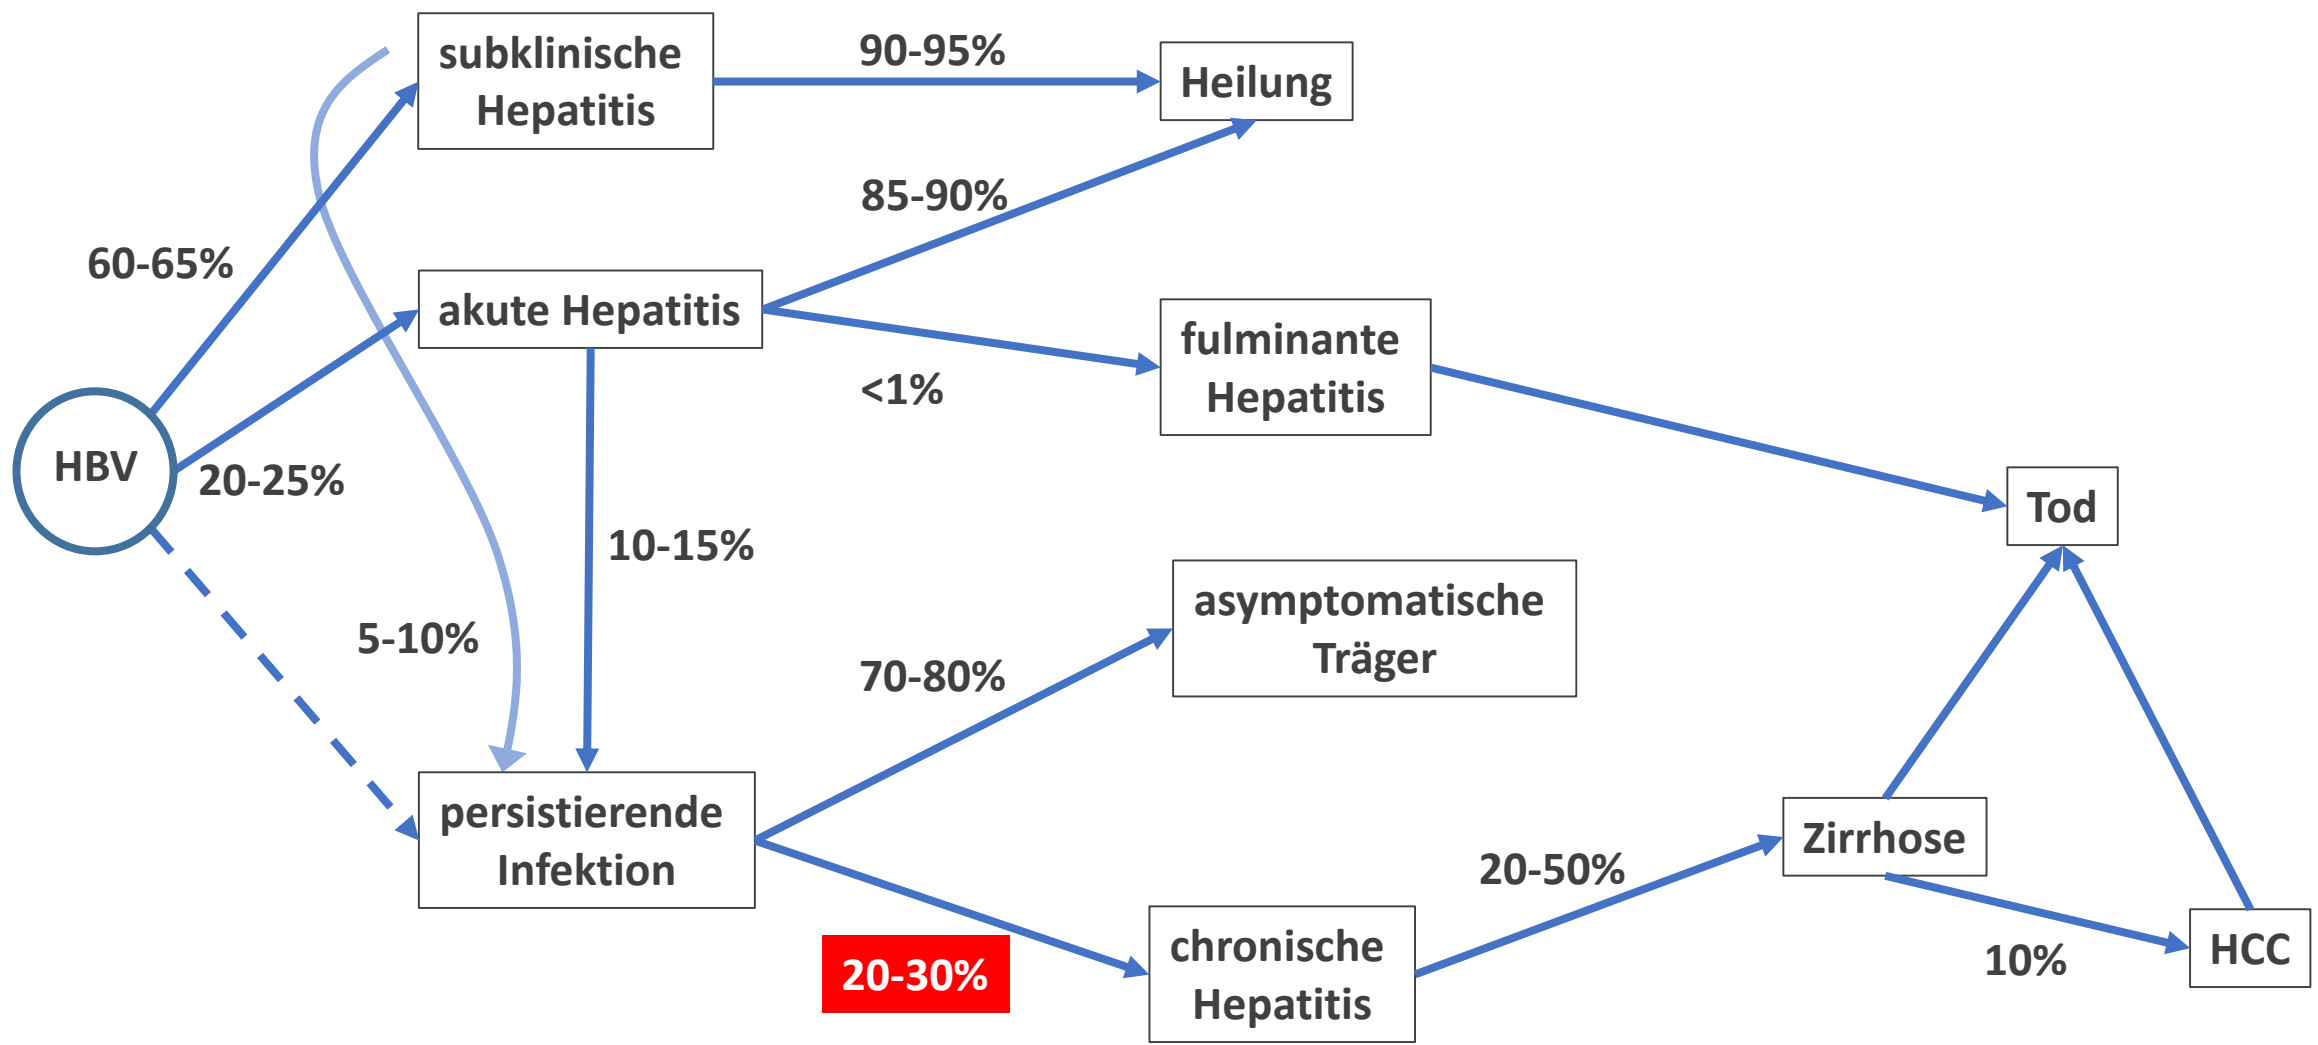 subklinische
Hepatitis
90-95%
Heilung
85-90%
60-65%
akute Hepatitis
fulminante
Hepatitis
<1%
HBV
20-25%
Tod
10-15%
asymptomatische
Träger
5-10%
70-80%
persistierende
Infektion
Zirrhose
20-50%
chronische
Hepatitis
20-30%
10%
HCC